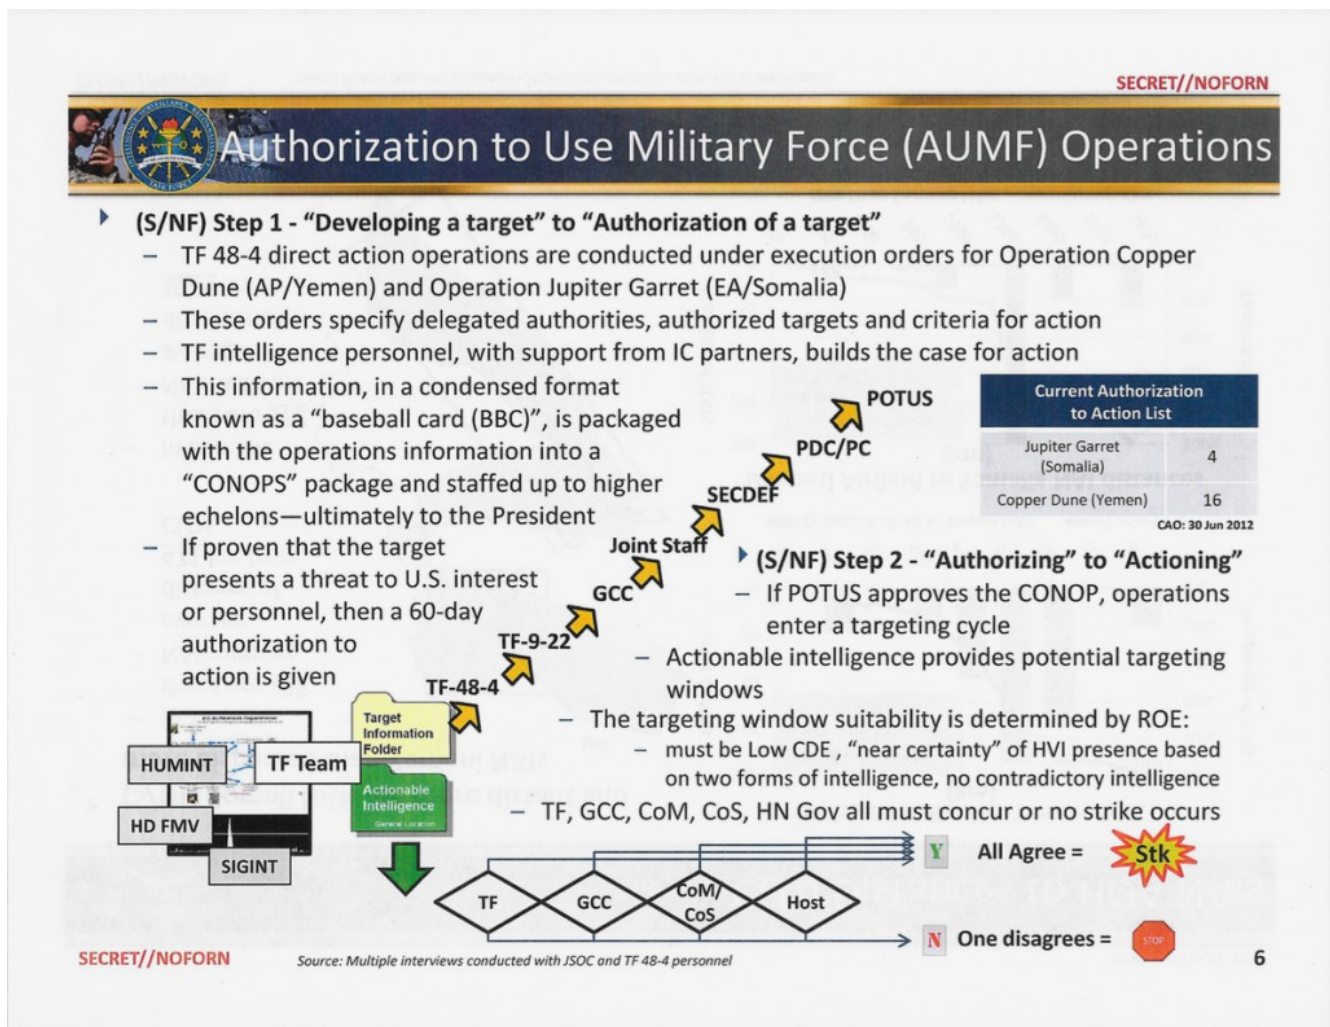 SECRET//NOFORN
Authorization to Use Military Force (AUMF) Operations
(S/NF) Step 1 - “Developing a target” to “Authorization of a target”
– TF 48-4 direct action operations are conducted under execution orders for Operation Copper
Dune (AP/Yemen) and Operation Jupiter Garret (EA/Somalia)
– These orders specify delegated authorities, authorized targets and criteria for action
– TF intelligence personnel, with support from IC partners, builds the case for action
– This information, in a condensed format
known as a “baseball card (BBC)”, is packaged
with the operations information into a
“CONOPS” package and staffed up to higher
echelons—ultimately to the President
– If proven that the target
presents a threat to U.S. interest
or personnel, then a 60-day
authorization to
action is given
POTUS
PDC/PC
SECDEF
Joint Staff
GCC
TF-9-22
TF-48-4
Current Authorization
to Action List
Jupiter Garret
(Somalia)
4
Copper Dune (Yemen)
16
CAO: 30 Jun 2012
(S/NF) Step 2 - “Authorizing” to “Actioning”
– If POTUS approves the CONOP, operations
enter a targeting cycle
– Actionable intelligence provides potential targeting
windows
– The targeting window suitability is determined by ROE:
– must be Low CDE , “near certainty” of HVI presence based
on two forms of intelligence, no contradictory intelligence
– TF, GCC, CoM, CoS, HN Gov all must concur or no strike occurs
HUMINT
TF Team
HD FMV
SIGINT
Target
Information
Folder
Actionable
Intelligence
General Location
TF
GCC
CoM/
CoS
Host
Y
All Agree =
Stk
N
One disagrees =
STOP
SECRET//NOFORN
Source: Multiple interviews conducted with JSOC and TF 48-4 personnel
6